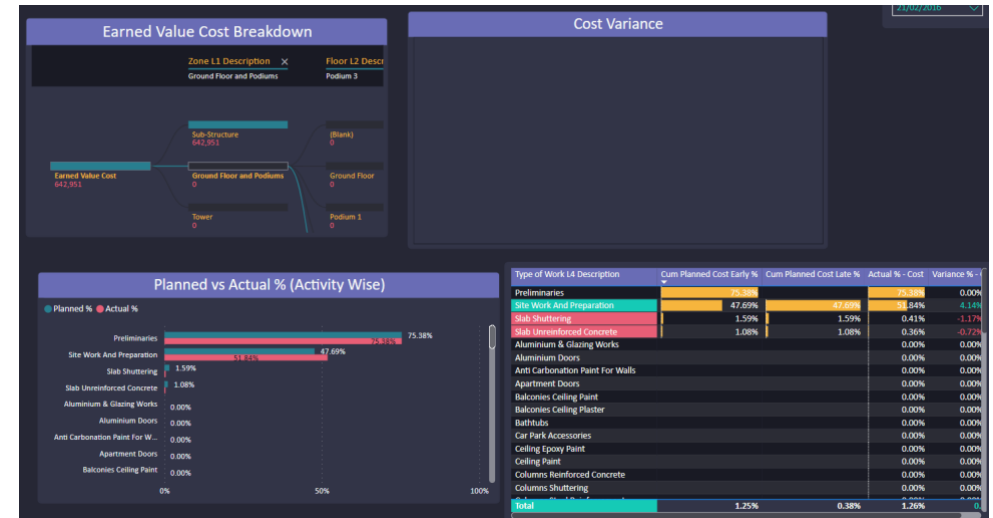 21/02/2016
Earned Value Cost Breakdown
Cost Variance
Zone L1 Description
Floor L2 Descr
Ground Floor and Podiums
Podium 3
Sub-Structure
642,951
(Blank)
0
Earned Value Cost
642,951
Ground Floor and Podiums
0
Ground Floor
0
Tower
0
Podium 1
0
Planned vs Actual % (Activity Wise)
Planned % Actual %
Preliminaries 75.38% 75.38%
Site Work And Preparation 51.84% 47.69%
Slab Shuttering 1.59%
Slab Unreinforced Concrete 1.08%
Aluminium & Glazing Works 0.00%
Aluminium Doors 0.00%
Anti Carbonation Paint For W... 0.00%
Apartment Doors 0.00%
Balconies Ceiling Paint 0.00%
0% 50% 100%
Type of Work L4 Description Cum Planned Cost Early % Cum Planned Cost Late % Actual % - Cost Variance % -
Preliminaries 75.38% 75.38% 0.00%
Site Work And Preparation 47.69% 47.69% 51.84% 4.14%
Slab Shuttering 1.59% 1.59% 0.41% -1.17%
Slab Unreinforced Concrete 1.08% 1.08% 0.36% -0.72%
Aluminium & Glazing Works 0.00% 0.00%
Aluminium Doors 0.00% 0.00%
Anti Carbonation Paint For Walls 0.00% 0.00%
Apartment Doors 0.00% 0.00%
Balconies Ceiling Paint 0.00% 0.00%
Balconies Ceiling Plaster 0.00% 0.00%
Bathtubs 0.00% 0.00%
Car Park Accessories 0.00% 0.00%
Ceiling Epoxy Paint 0.00% 0.00%
Ceiling Paint 0.00% 0.00%
Columns Reinforced Concrete 0.00% 0.00%
Columns Shuttering 0.00% 0.00%
Total 1.25% 0.38% 1.26% 0.